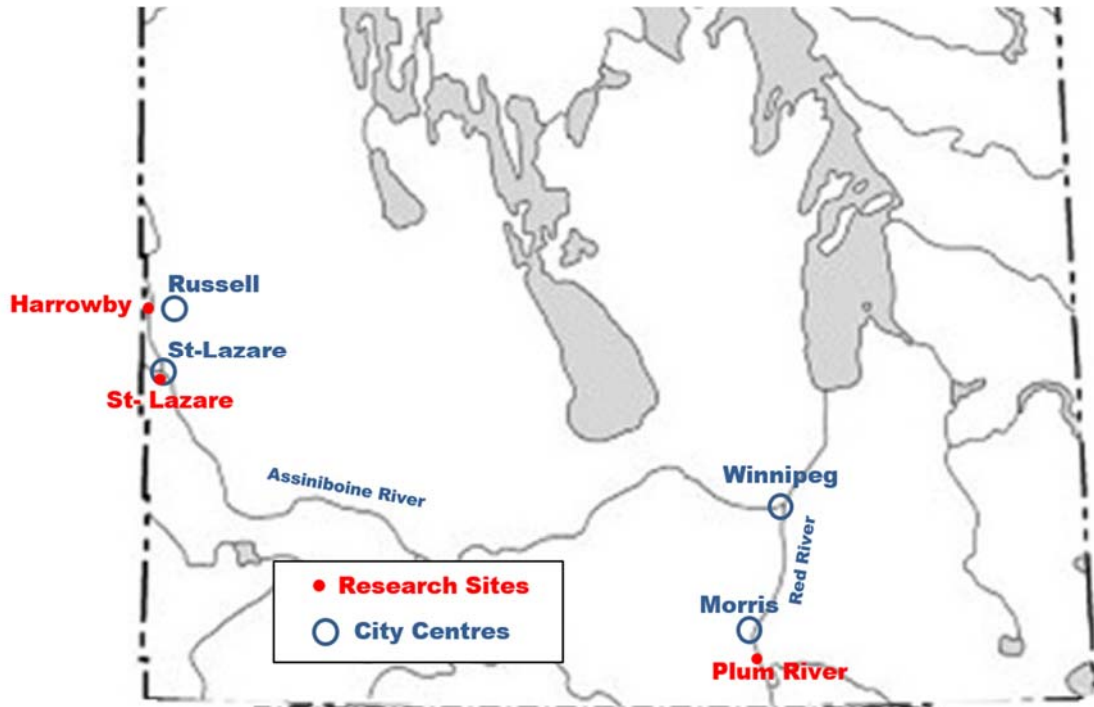 Russell
Harrowby
St-Lazare
St- Lazare
Assiniboine River
Winnipeg
Red River
Morris
Plum River
Research Sites
City Centres